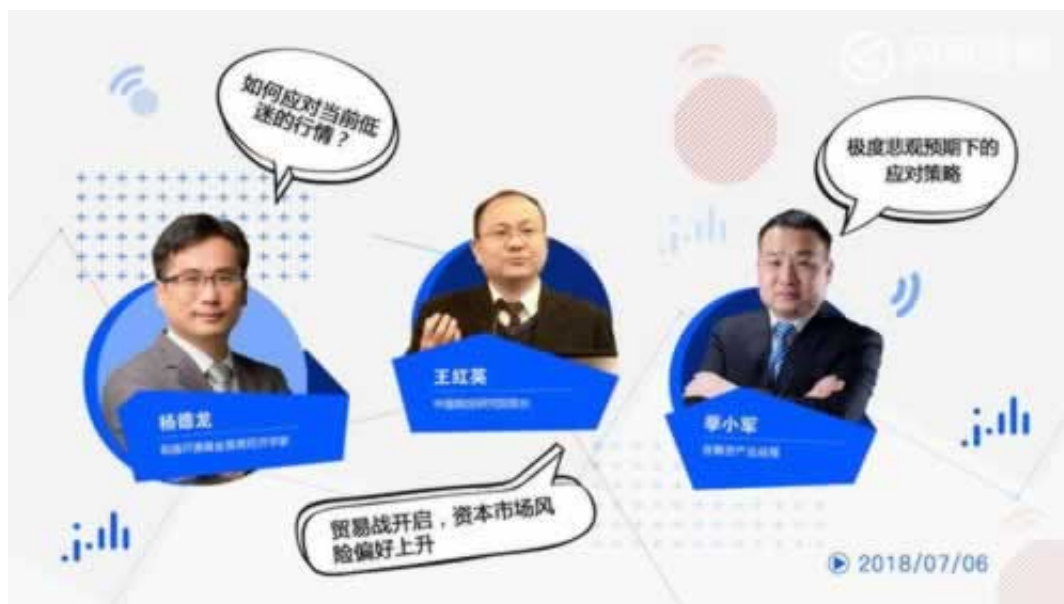 如何应对当前低
迷的行情？
极度悲观预期下的
应对策略
杨德龙
王红英
季小军
贸易战开启，资本市场风
险偏好上升
2018/07/06